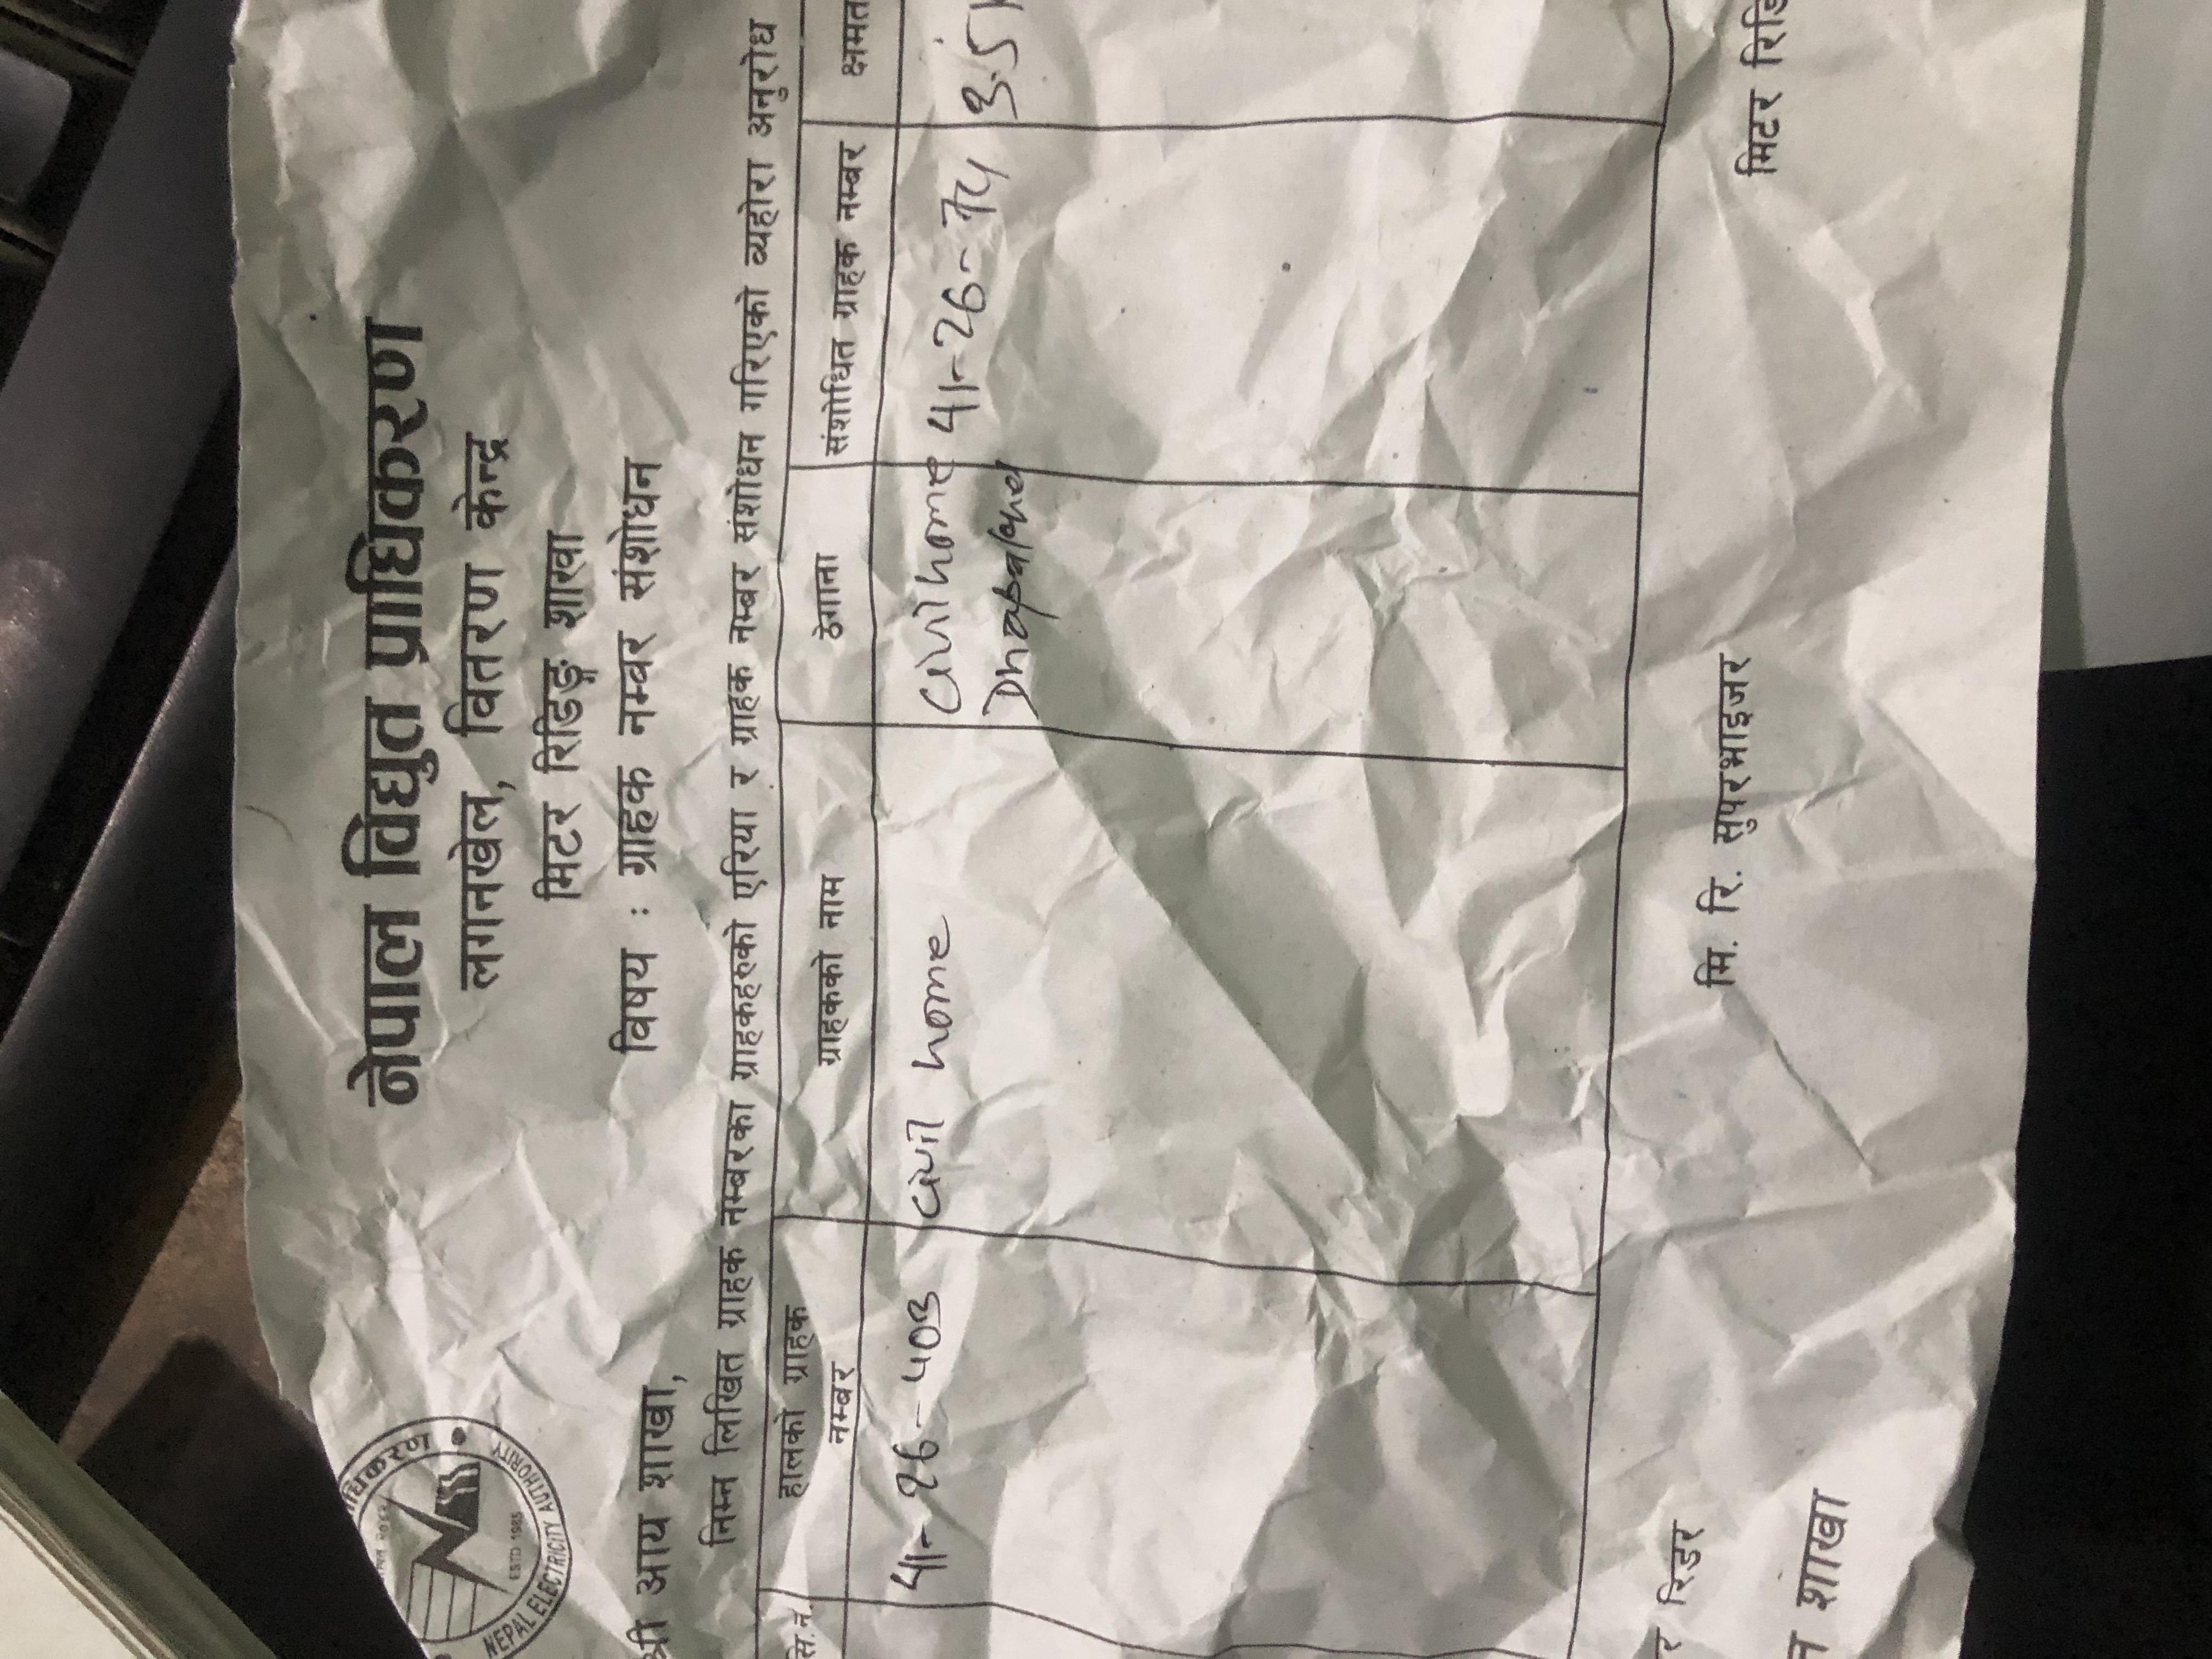 नेपाल विद्युत प्राधिकरण
NEPAL ELECTRICITY AUTHORITY
ESTD 1985
लगनखेल, वितरण केन्द्र
मिटर रिडिङ्ग शाखा
विषय : ग्राहक नम्बर संशोधन
श्री आय शाखा,
निम्न लिखित ग्राहक नम्बरका ग्राहकहरुको एरिया र ग्राहक नम्बर संशोधन गरिएको व्यहोरा अनुरोध
सि.न. हालको ग्राहक नम्बर ग्राहकको नाम ठेगाना संशोधित ग्राहक नम्बर क्षमत
41-26-403 Civil home Civil home 41-26-74 3.5
Dhapakhel
र रिडर मि. रि. सुपरभाइजर मिटर रिडि
न शाखा